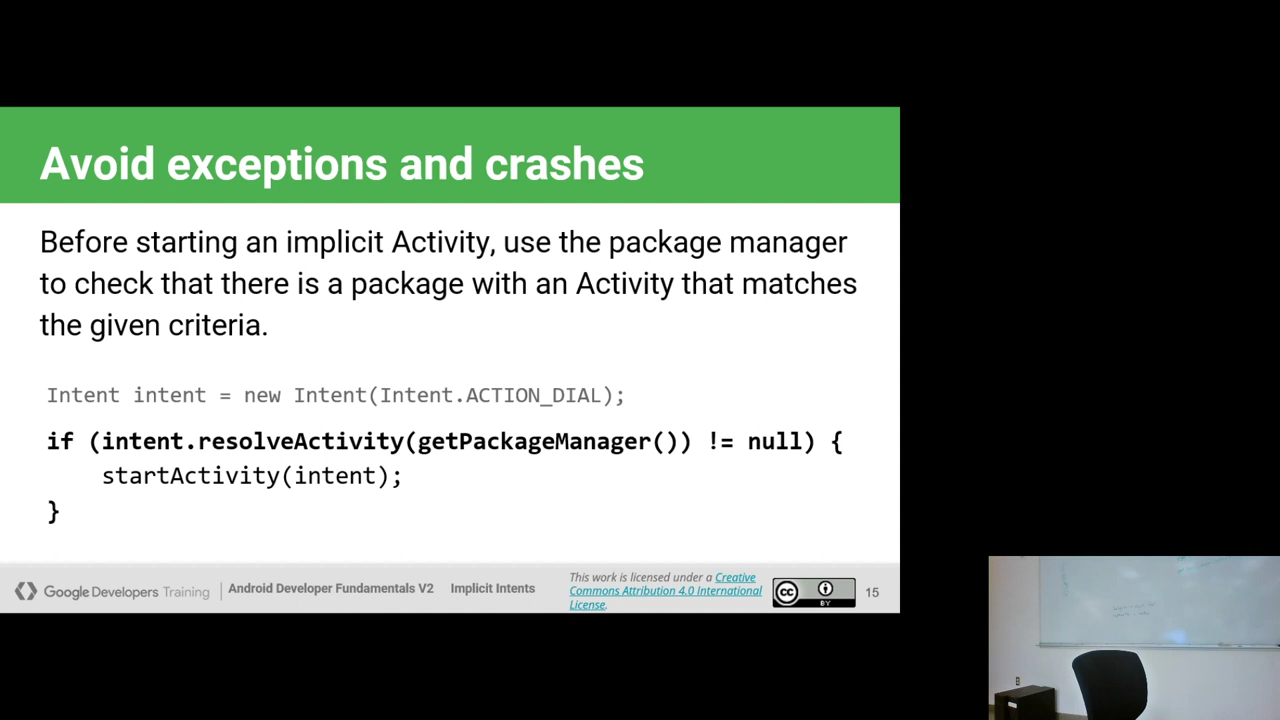 Avoid exceptions and crashes
Before starting an implicit Activity, use the package manager
to check that there is a package with an Activity that matches
the given criteria.
Intent intent = new Intent(Intent.ACTION_DIAL);
if (intent.resolveActivity(getPackageManager()) != null) {
    startActivity(intent);
}
Google Developers Training
Android Developer Fundamentals V2
Implicit Intents
This work is licensed under a Creative
Commons Attribution 4.0 International
License.
cc
BY
15